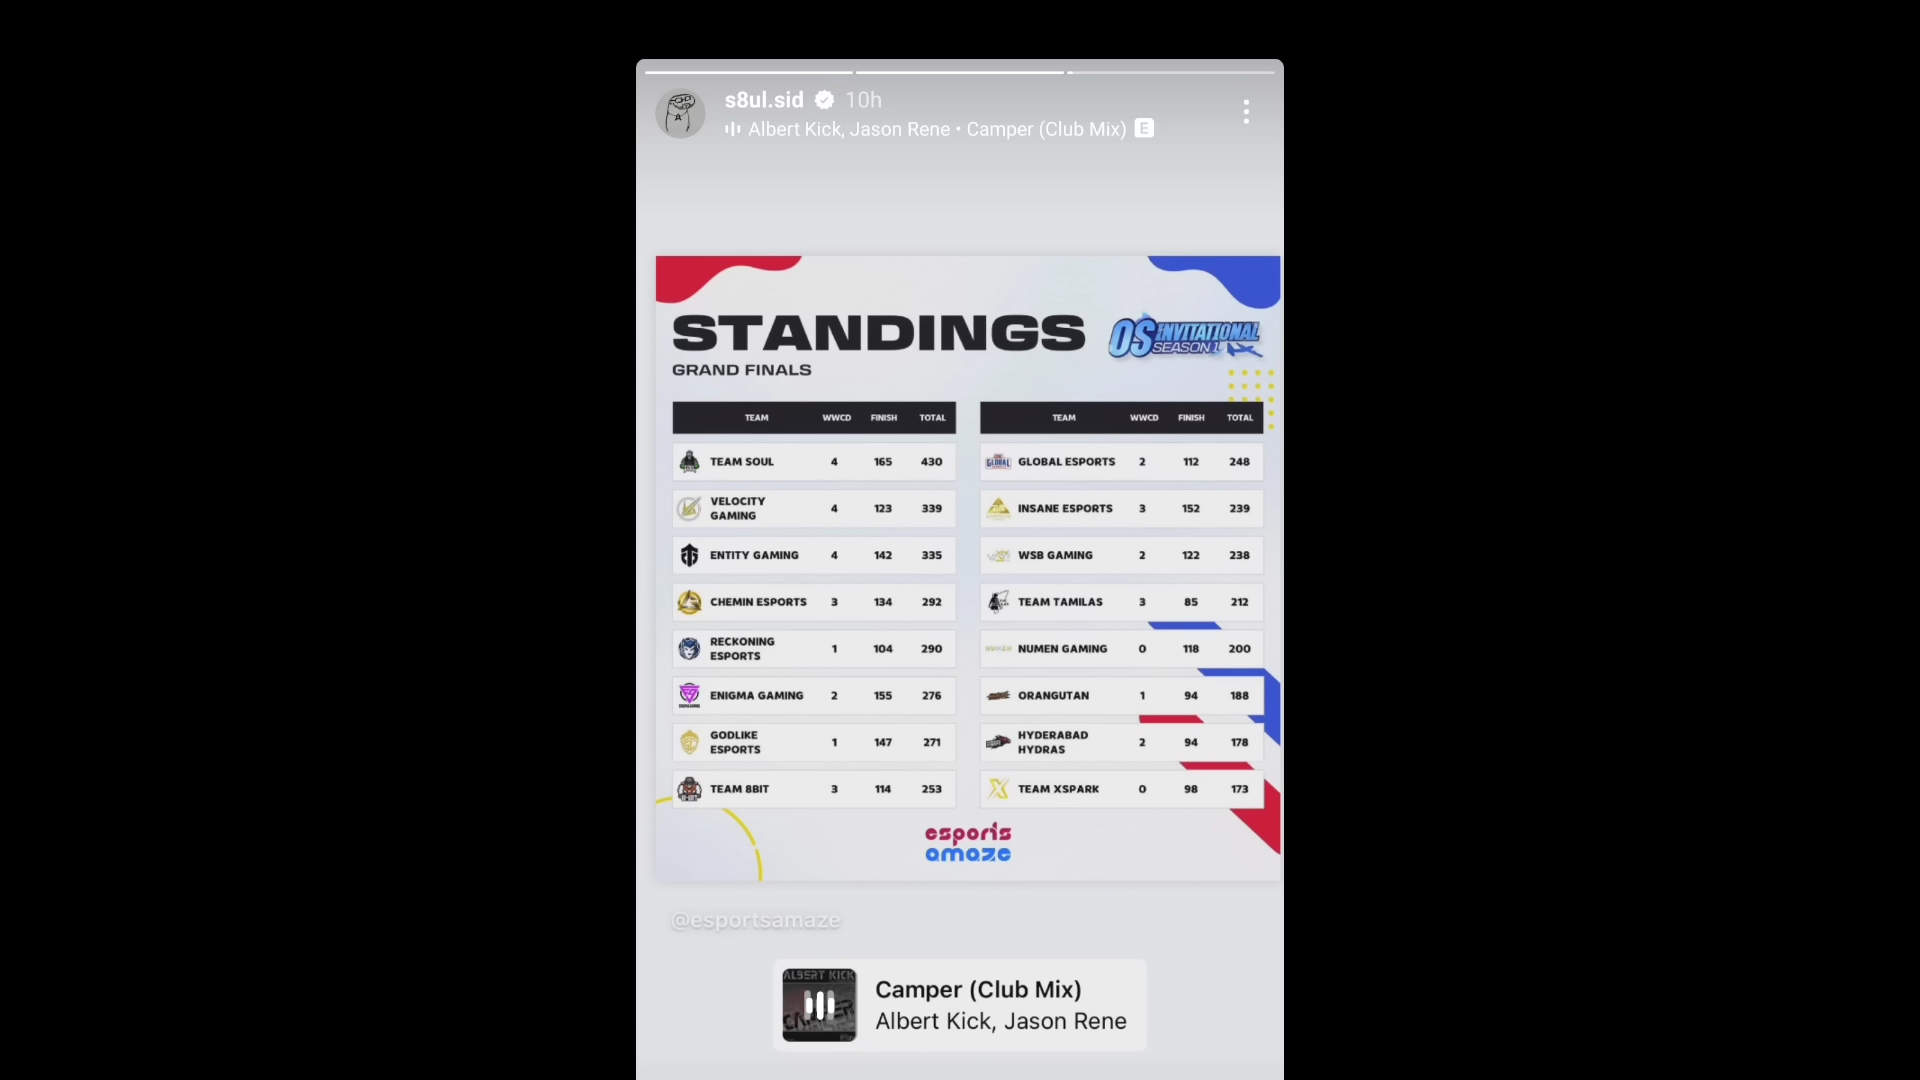 s8ul.sid 10h
Albert Kick, Jason Rene • Camper (Club Mix) E
STANDINGS
OS INVITATIONAL
SEASON 1
GRAND FINALS
TEAM WWCD FINISH TOTAL
TEAM SOUL 4 165 430
VELOCITY
GAMING 4 123 339
ENTITY GAMING 4 142 335
CHEMIN ESPORTS 3 134 292
RECKONING
ESPORTS 1 104 290
ENIGMA GAMING 2 155 276
GODLIKE
ESPORTS 1 147 271
TEAM 8BIT 3 114 253
TEAM WWCD FINISH TOTAL
GLOBAL ESPORTS 2 112 248
INSANE ESPORTS 3 152 239
WSB GAMING 2 122 238
TEAM TAMILAS 3 85 212
NUMEN GAMING 0 118 200
ORANGUTAN 1 94 188
HYDERABAD
HYDRAS 2 94 178
TEAM XSPARK 0 98 173
esports
amaze
@esportsamaze
ALBERT KICK
CAMPER
Camper (Club Mix)
Albert Kick, Jason Rene